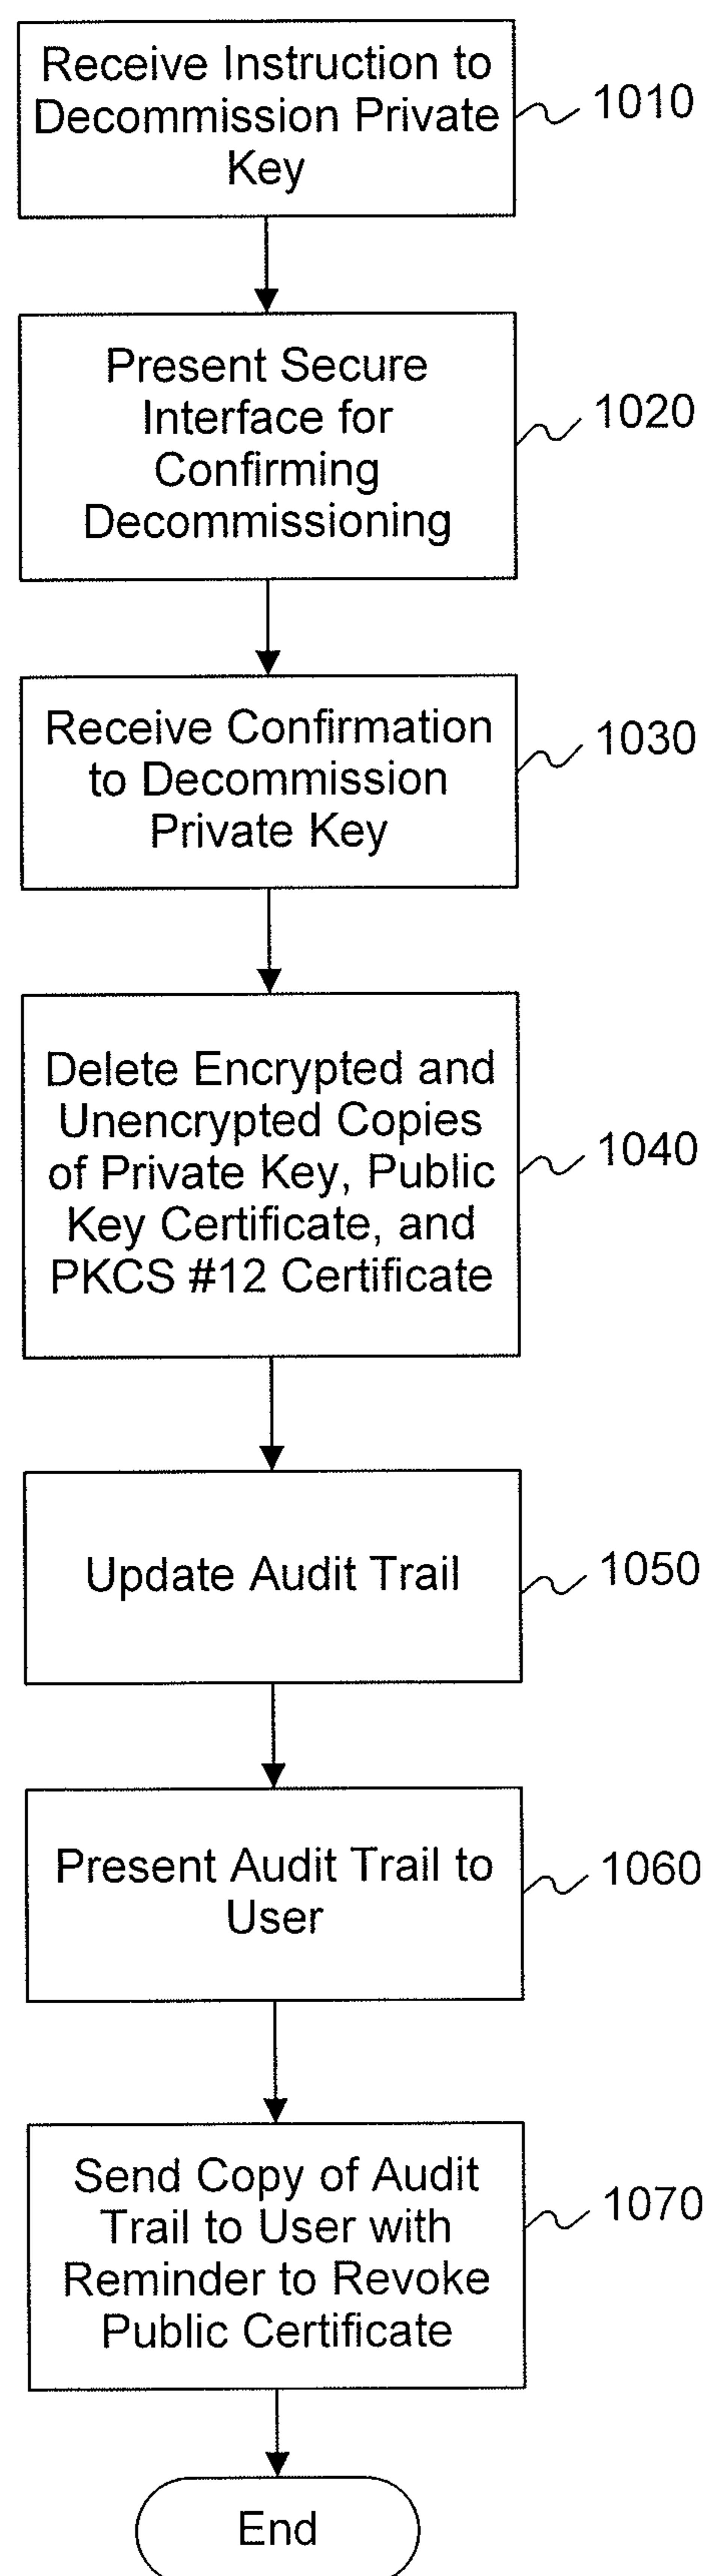 Receive Instruction to
Decommission Private
Key
1010
Present Secure
Interface for
Confirming
Decommissioning
1020
Receive Confirmation
to Decommission
Private Key
1030
Delete Encrypted and
Unencrypted Copies
of Private Key, Public
Key Certificate, and
PKCS #12 Certificate
1040
Update Audit Trail
1050
Present Audit Trail to
User
1060
Send Copy of Audit
Trail to User with
Reminder to Revoke
Public Certificate
1070
End